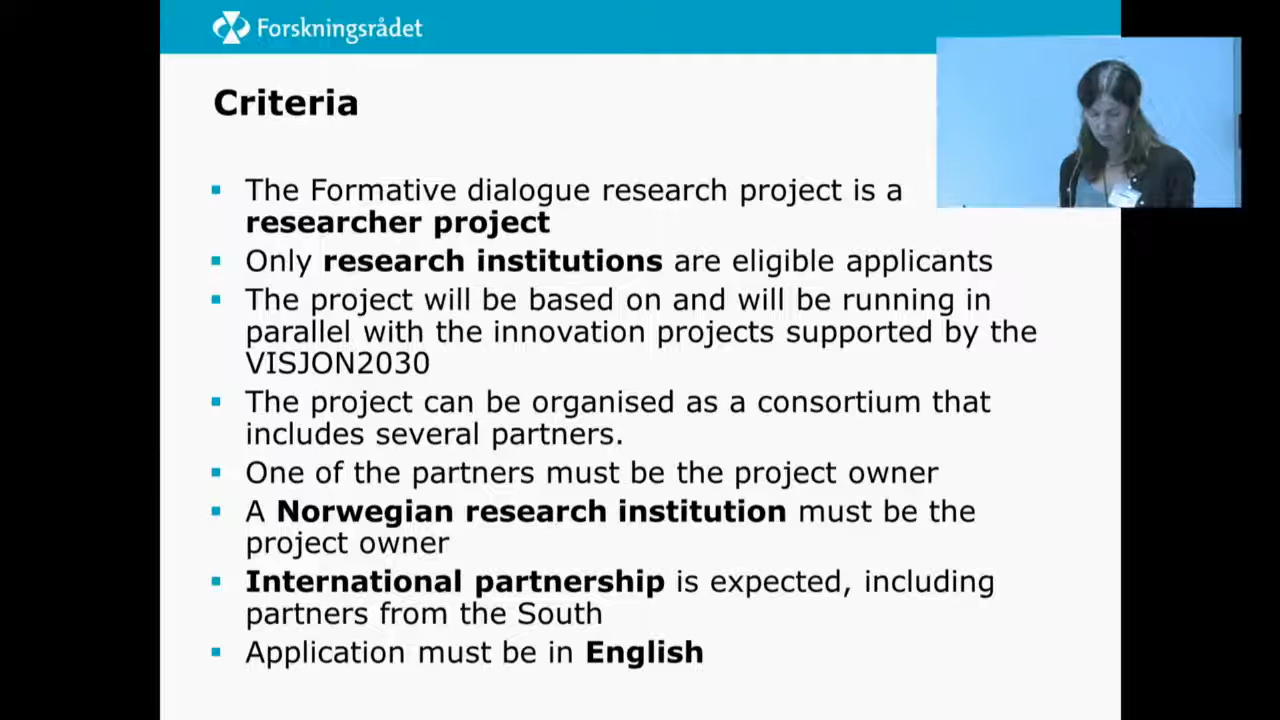 Forskningsrådet
Criteria
The Formative dialogue research project is a
researcher project
Only research institutions are eligible applicants
The project will be based on and will be running in
parallel with the innovation projects supported by the
VISJON2030
The project can be organised as a consortium that
includes several partners.
One of the partners must be the project owner
A Norwegian research institution must be the
project owner
International partnership is expected, including
partners from the South
Application must be in English